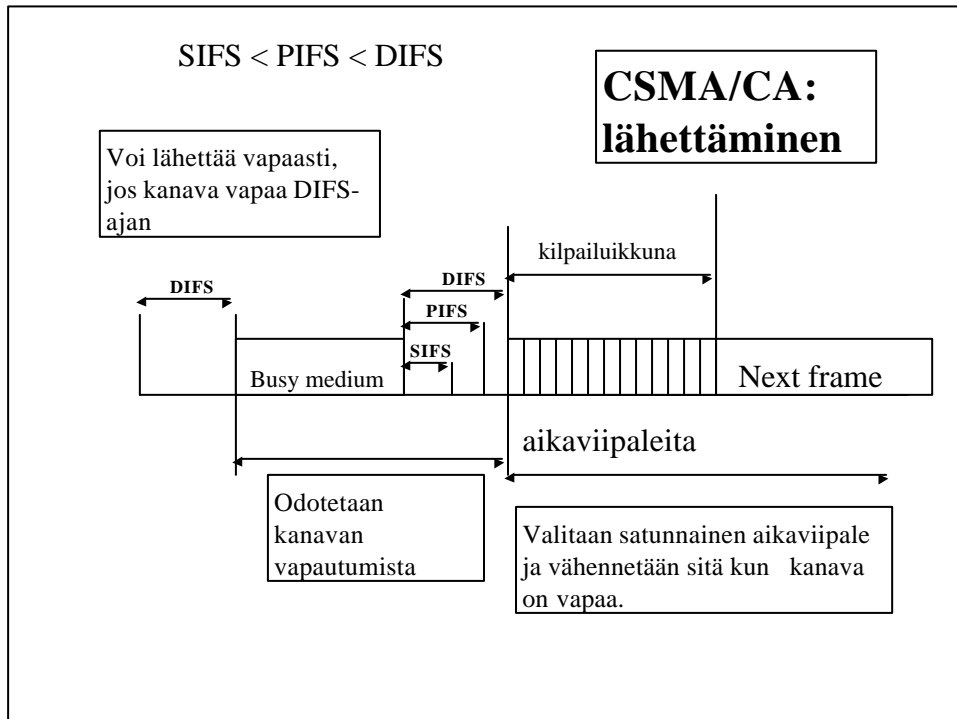 SIFS < PIFS < DIFS
CSMA/CA:
lähettäminen
Voi lähettää vapaasti,
jos kanava vapaa DIFS-
ajan
kilpailuikkuna
DIFS
DIFS
PIFS
SIFS
Busy medium
Next frame
aikaviipaleita
Odotetaan
kanavan
vapautumista
Valitaan satunnainen aikaviipale
ja vähennetään sitä kun kanava
on vapaa.